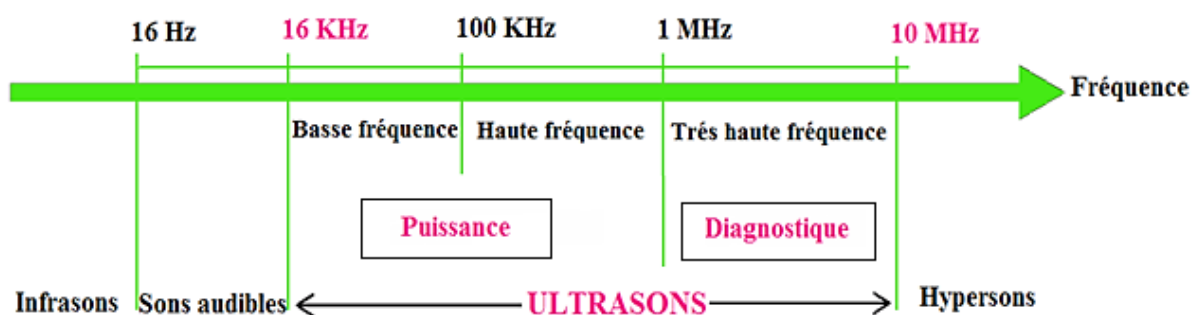 16 Hz 16 KHz 100 KHz 1 MHz 10 MHz
Fréquence
Basse fréquence Haute fréquence Trés haute fréquence
Puissance Diagnostique
Infrasons Sons audibles ULTRASONS Hypersons